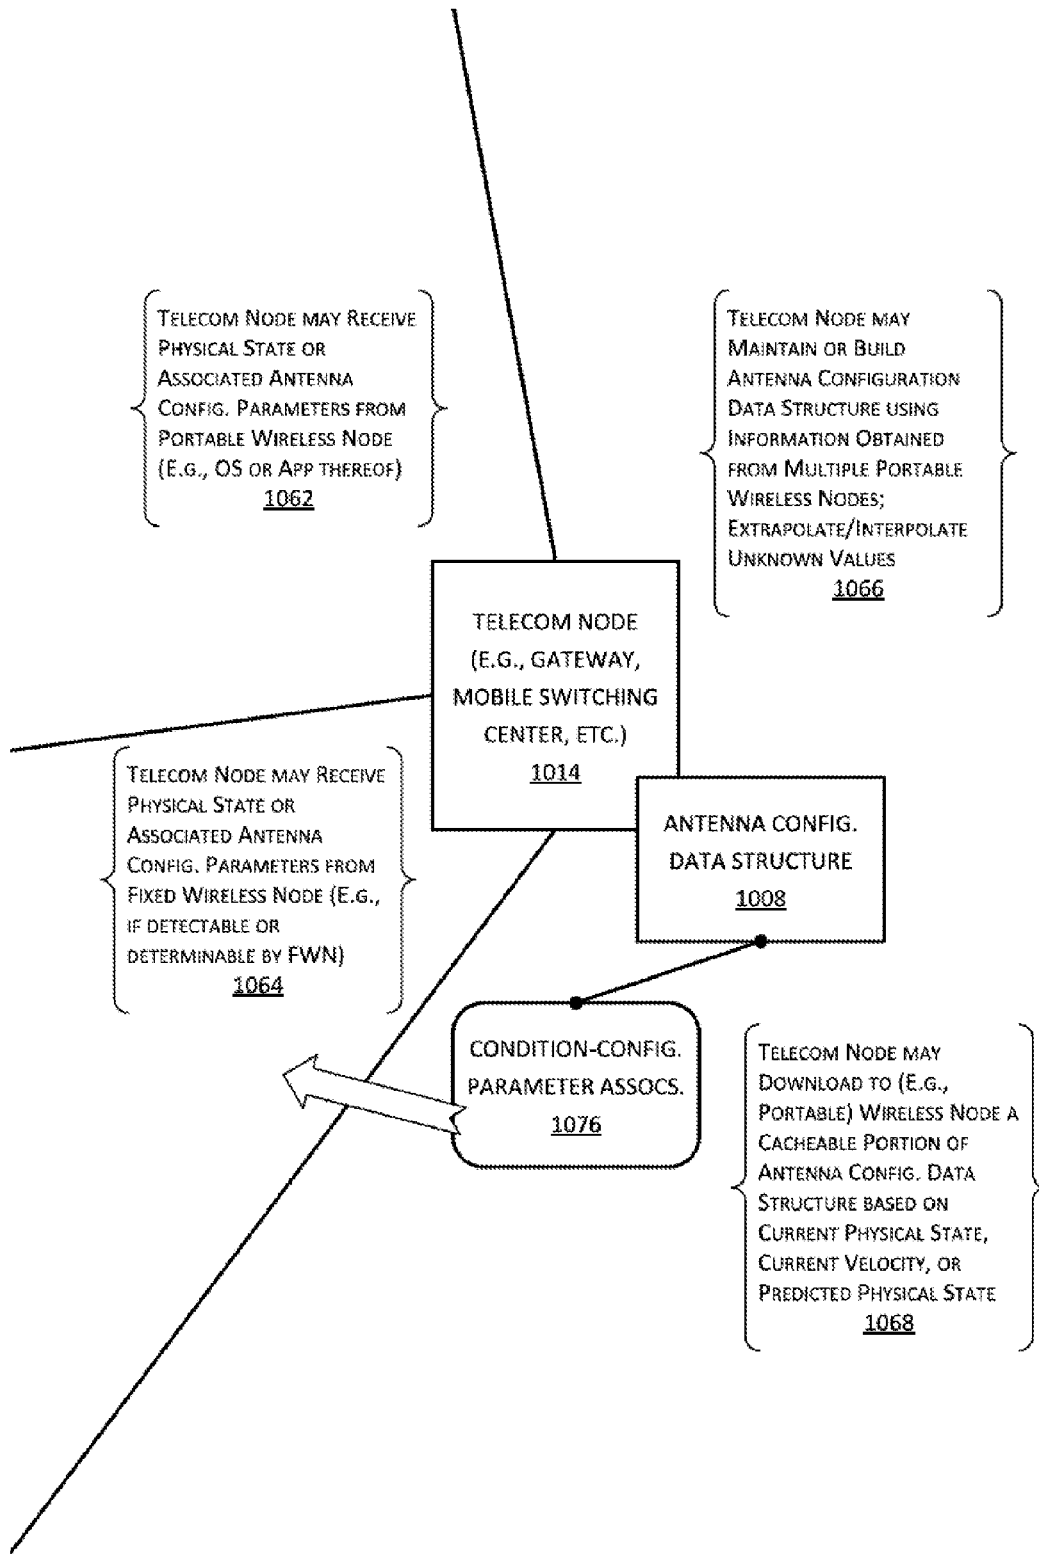 TELECOM NODE MAY RECEIVE
PHYSICAL STATE OR
ASSOCIATED ANTENNA
CONFIG. PARAMETERS FROM
PORTABLE WIRELESS NODE
(E.G., OS OR APP THEREOF)
1062
TELECOM NODE MAY
MAINTAIN OR BUILD
ANTENNA CONFIGURATION
DATA STRUCTURE USING
INFORMATION OBTAINED
FROM MULTIPLE PORTABLE
WIRELESS NODES;
EXTRAPOLATE/INTERPOLATE
UNKNOWN VALUES
1066
TELECOM NODE
(E.G., GATEWAY,
MOBILE SWITCHING
CENTER, ETC.)
1014
TELECOM NODE MAY RECEIVE
PHYSICAL STATE OR
ASSOCIATED ANTENNA
CONFIG. PARAMETERS FROM
FIXED WIRELESS NODE (E.G.,
IF DETECTABLE OR
DETERMINABLE BY FWN)
1064
ANTENNA CONFIG.
DATA STRUCTURE
1008
CONDITION-CONFIG.
PARAMETER ASSOCS.
1076
TELECOM NODE MAY
DOWNLOAD TO (E.G.,
PORTABLE) WIRELESS NODE A
CACHEABLE PORTION OF
ANTENNA CONFIG. DATA
STRUCTURE BASED ON
CURRENT PHYSICAL STATE,
CURRENT VELOCITY, OR
PREDICTED PHYSICAL STATE
1068